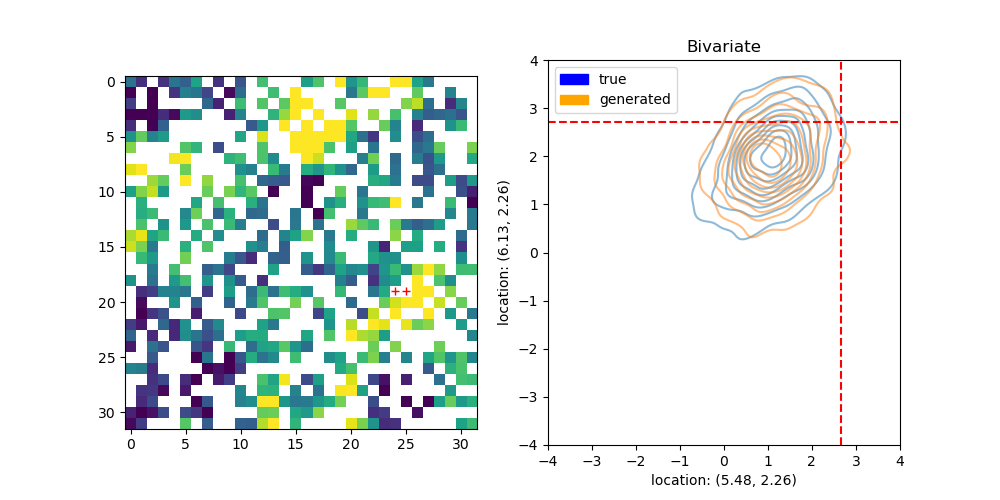 0
5
10
15
20
25
30
0 5 10 15 20 25 30
Bivariate
true
generated
4
3
2
1
0
−1
−2
−3
−4
−4 −3 −2 −1 0 1 2 3 4
location: (6.13, 2.26)
location: (5.48, 2.26)